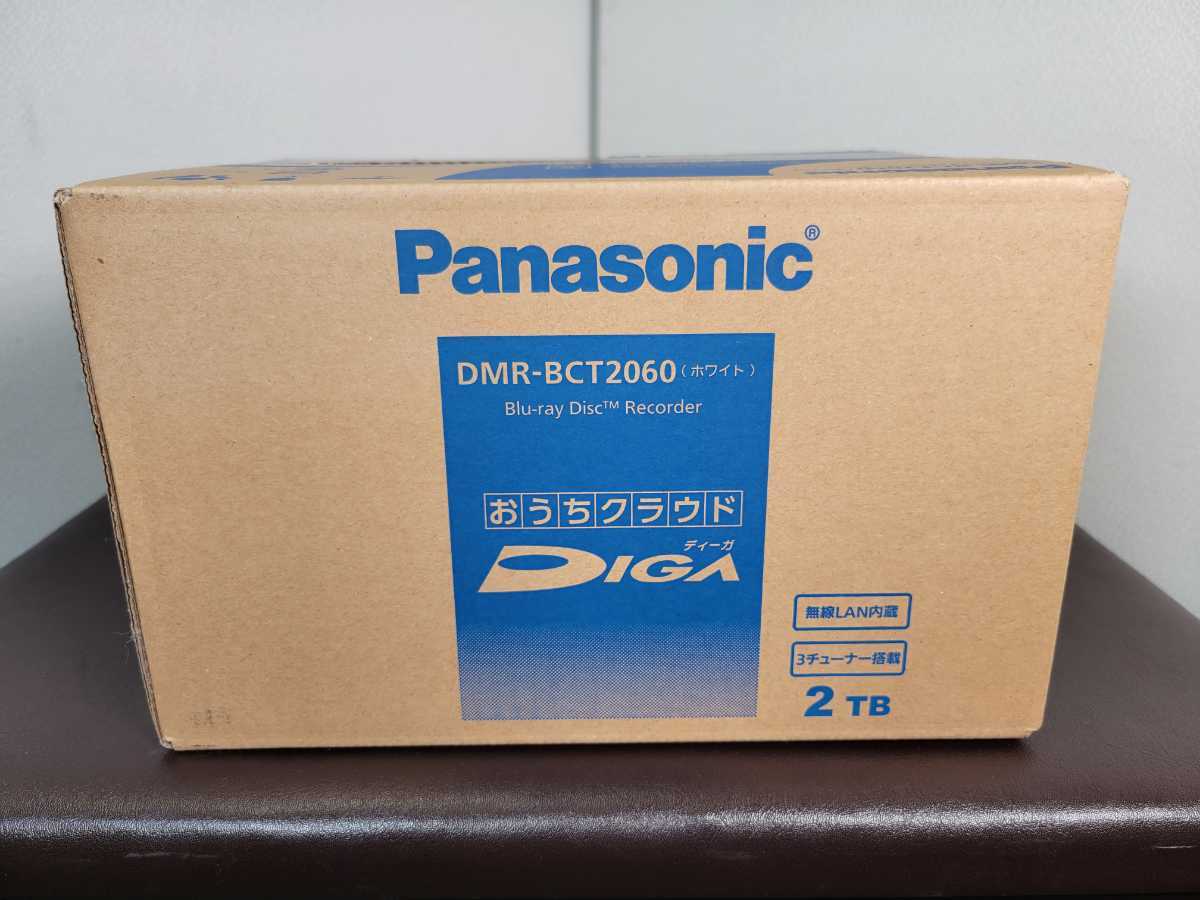 Panasonic®
DMR-BCT2060（ホワイト）
Blu-ray Disc™ Recorder
おうちクラウド
ディーガ
DIGA
無線LAN内蔵
3チューナー搭載
2 TB